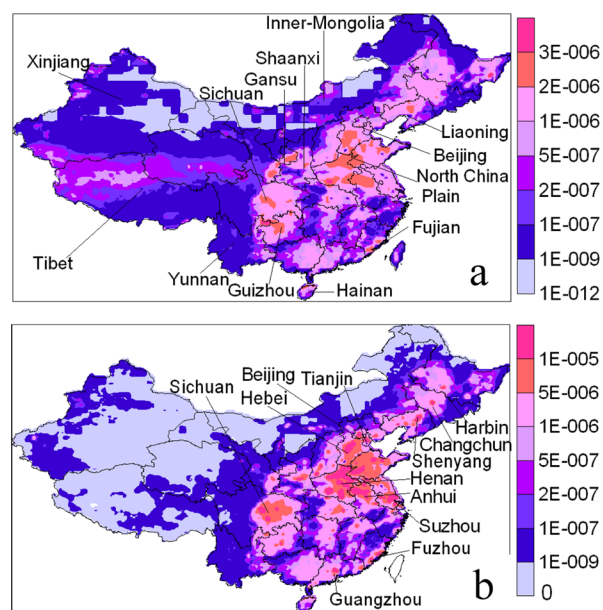 Inner-Mongolia
Xinjiang
Shaanxi
Gansu
Sichuan
Liaoning
Beijing
North China
Plain
Fujian
Tibet
Yunnan
Guizhou
Hainan
a
3E-006
2E-006
1E-006
5E-007
2E-007
1E-007
1E-009
1E-012
Sichuan
Beijing
Tianjin
Hebei
Harbin
Changchun
Shenyang
Henan
Anhui
Suzhou
Fuzhou
Guangzhou
b
1E-005
5E-006
1E-006
5E-007
2E-007
1E-007
1E-009
0